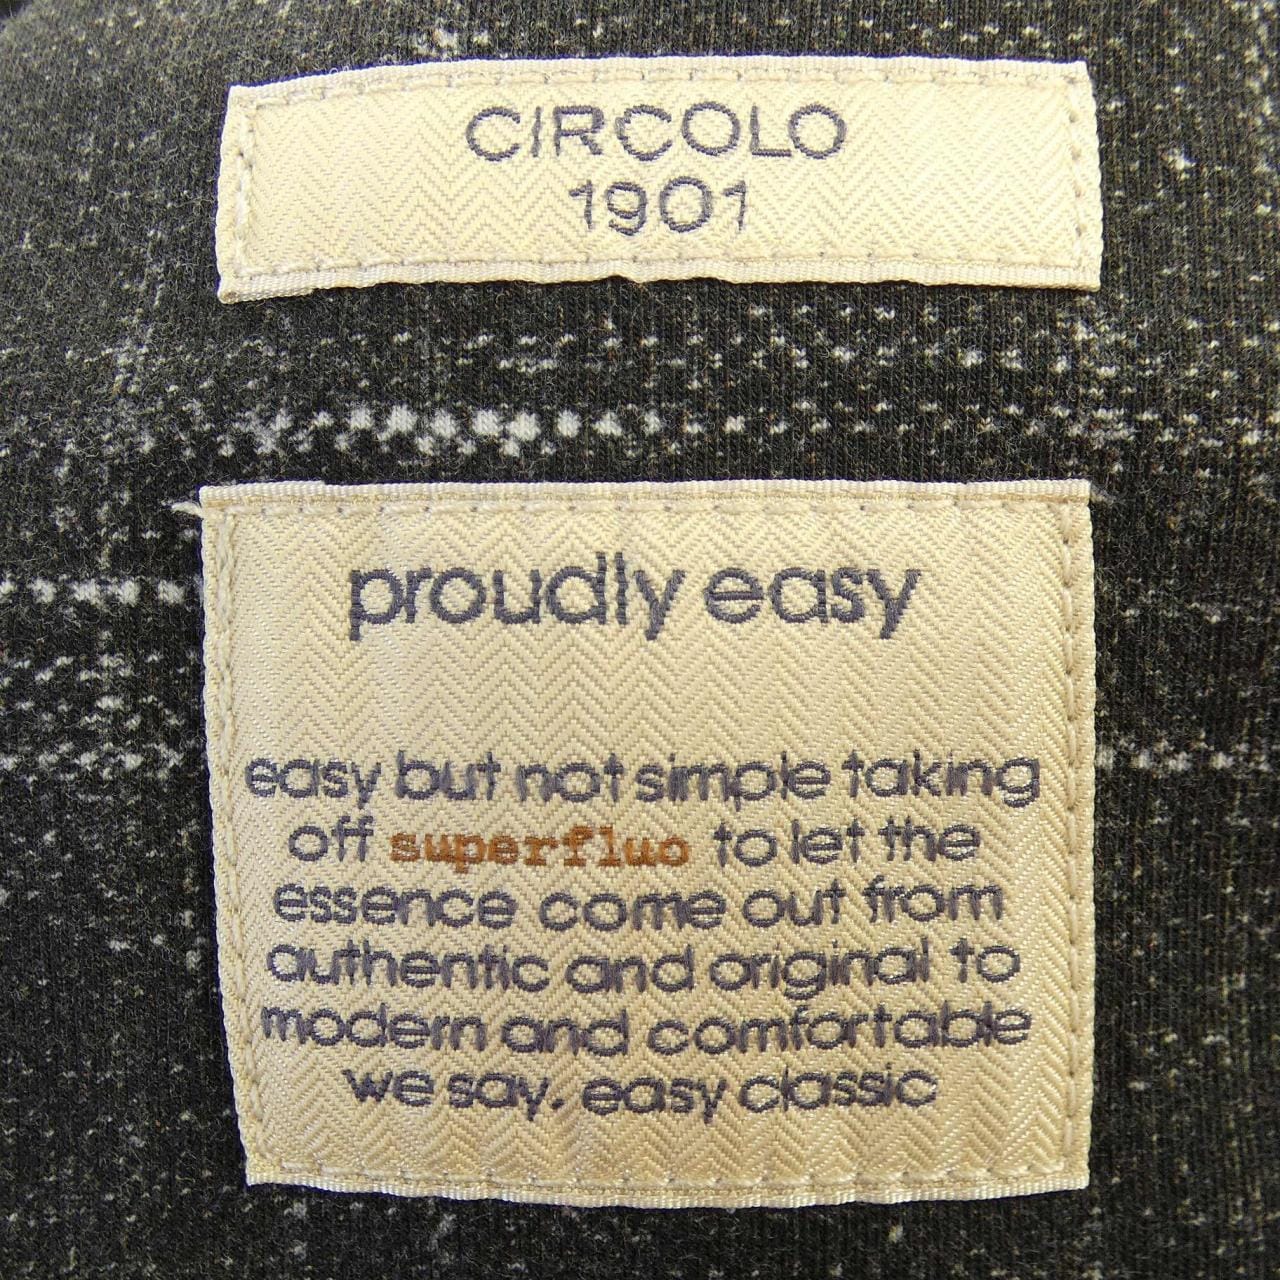 CIRCOLO
1901
proudly easy
easy but not simple taking
off superfluo to let the
essence come out from
authentic and original to
modern and comfortable
we say. easy classic